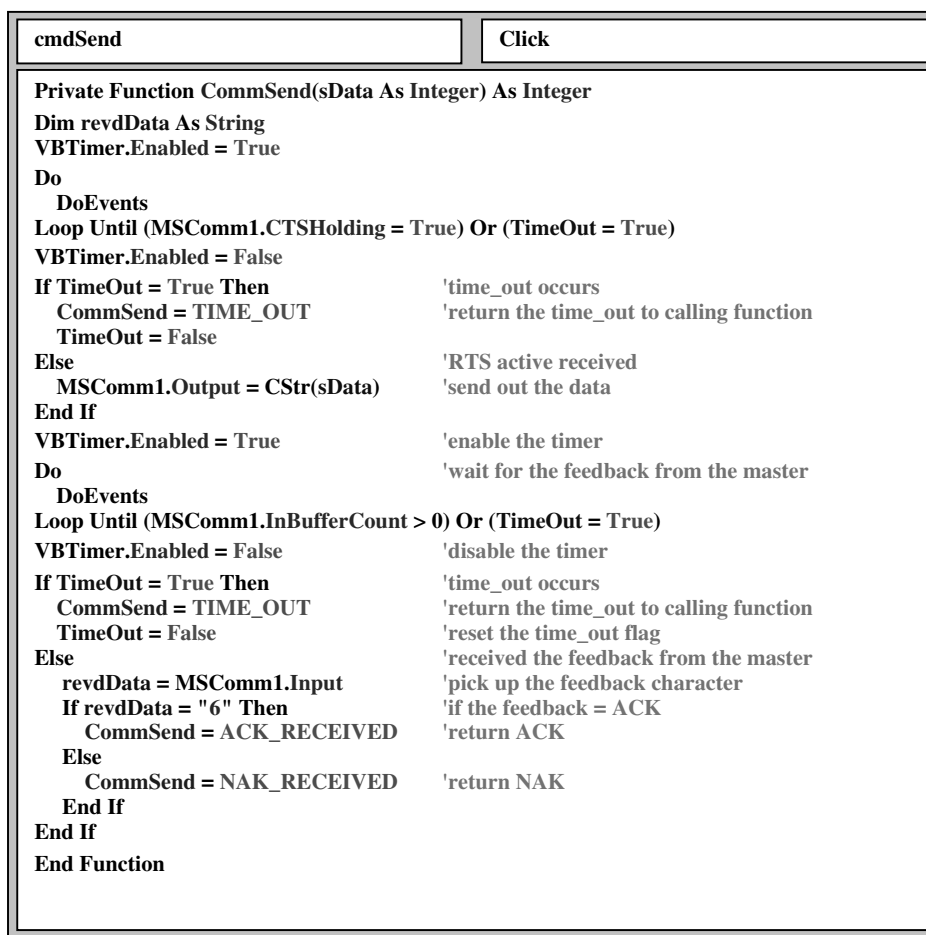 cmdSend Click
Private Function CommSend(sData As Integer) As Integer
Dim revdData As String
VBTimer.Enabled = True
Do
DoEvents
Loop Until (MSComm1.CTSHolding = True) Or (TimeOut = True)
VBTimer.Enabled = False
If TimeOut = True Then 'time_out occurs
CommSend = TIME_OUT 'return the time_out to calling function
TimeOut = False
Else 'RTS active received
MSComm1.Output = CStr(sData) 'send out the data
End If
VBTimer.Enabled = True 'enable the timer
Do 'wait for the feedback from the master
DoEvents
Loop Until (MSComm1.InBufferCount > 0) Or (TimeOut = True)
VBTimer.Enabled = False 'disable the timer
If TimeOut = True Then 'time_out occurs
CommSend = TIME_OUT 'return the time_out to calling function
TimeOut = False 'reset the time_out flag
Else 'received the feedback from the master
revdData = MSComm1.Input 'pick up the feedback character
If revdData = "6" Then 'if the feedback = ACK
CommSend = ACK_RECEIVED 'return ACK
Else
CommSend = NAK_RECEIVED 'return NAK
End If
End If
End Function